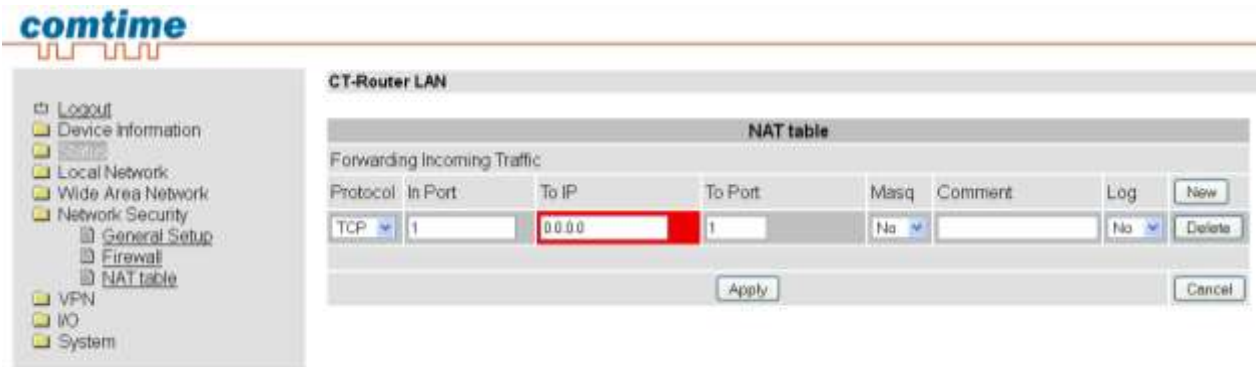 comtime
CT-Router LAN
Logout
Device Information
Status
Local Network
Wide Area Network
Network Security
General Setup
Firewall
NAT table
VPN
I/O
System
NAT table
Forwarding Incoming Traffic
Protocol In Port To IP To Port Masq Comment Log New
TCP 1 0.0.0.0 1 No No Delete
Apply Cancel